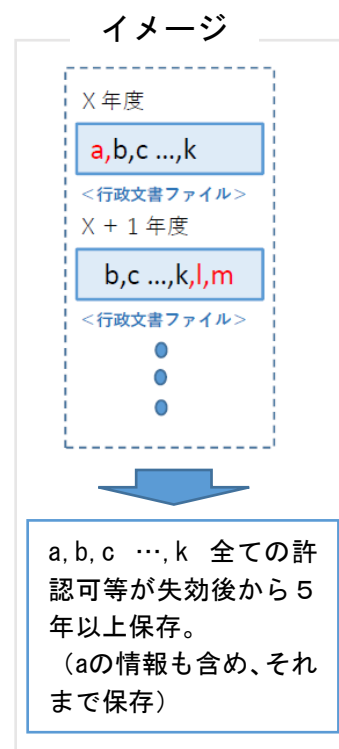 イメージ
X年度
a,b,c …,k
<行政文書ファイル>
X + 1年度
b,c …,k,l,m
<行政文書ファイル>
a,b,c …,k 全ての許
認可等が失効後から５
年以上保存。
（aの情報も含め、それ
まで保存）